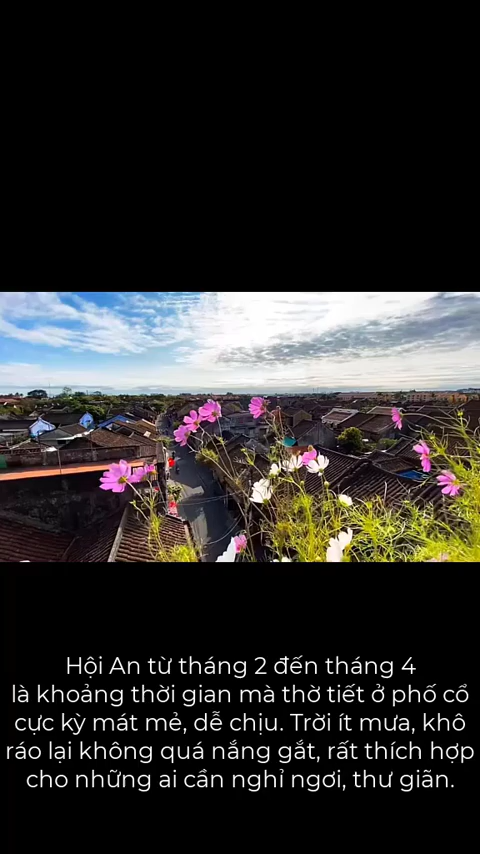 Hội An từ tháng 2 đến tháng 4
là khoảng thời gian mà thờ tiết ở phố cổ
cực kỳ mát mẻ, dễ chịu. Trời ít mưa, khô
ráo lại không quá nắng gắt, rất thích hợp
cho những ai cần nghỉ ngơi, thư giãn.